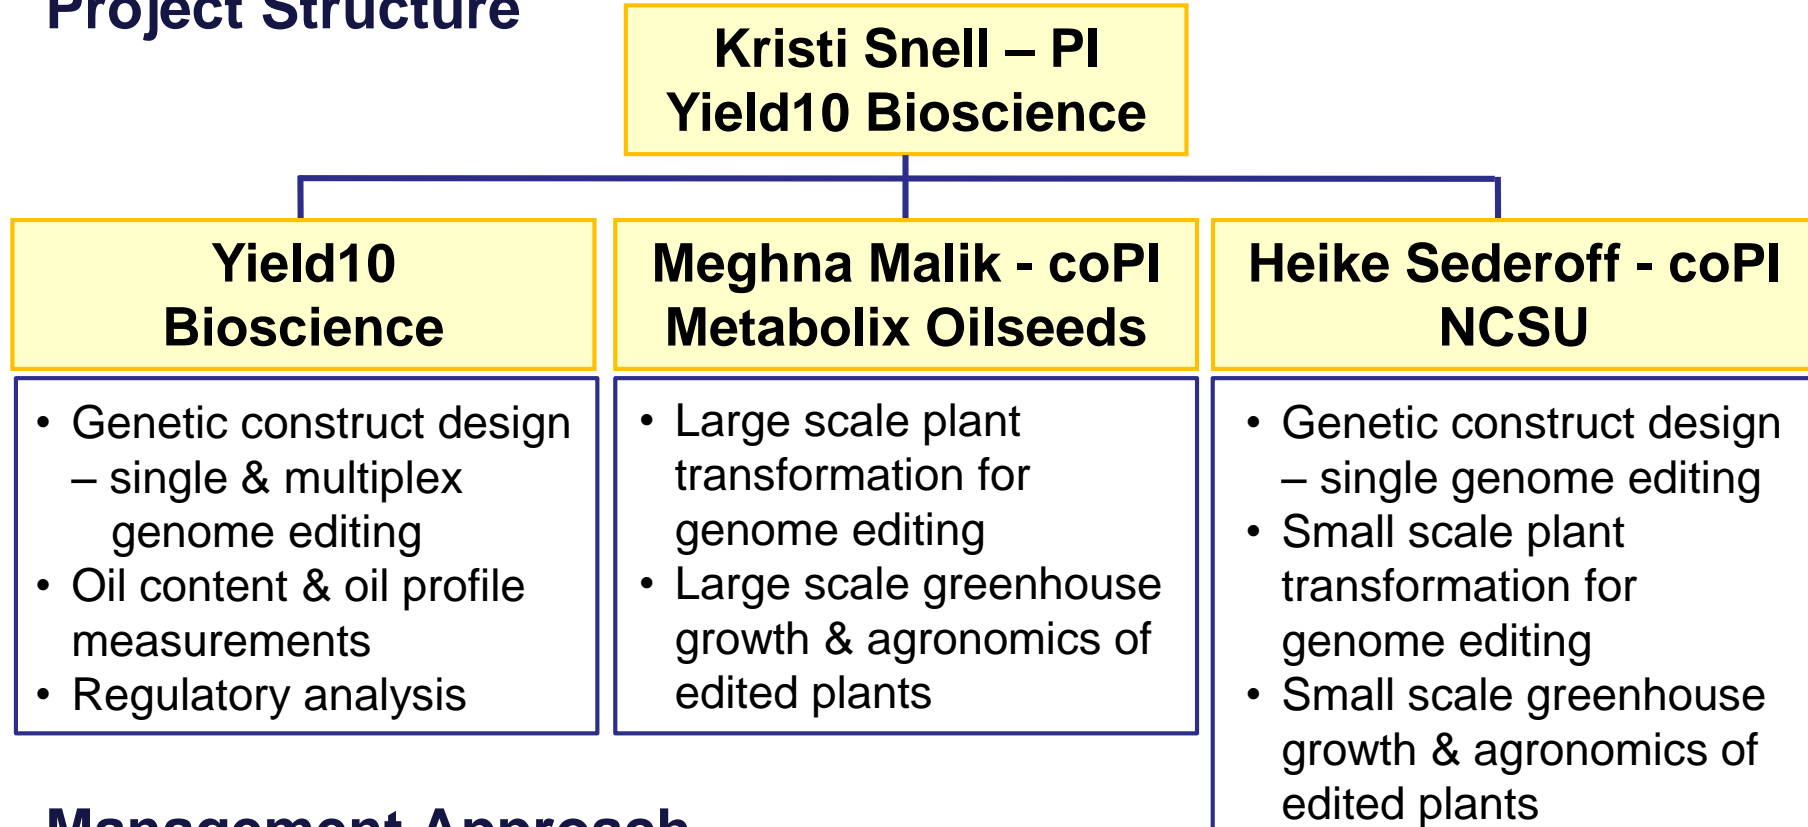 Project Structure
Kristi Snell – PI
Yield10 Bioscience
Yield10
Bioscience
• Genetic construct design
– single & multiplex
genome editing
• Oil content & oil profile
measurements
• Regulatory analysis
Meghna Malik - coPI
Metabolix Oilseeds
• Large scale plant
transformation for
genome editing
• Large scale greenhouse
growth & agronomics of
edited plants
Heike Sederoff - coPI
NCSU
• Genetic construct design
– single genome editing
• Small scale plant
transformation for
genome editing
• Small scale greenhouse
growth & agronomics of
edited plants
Management Approach